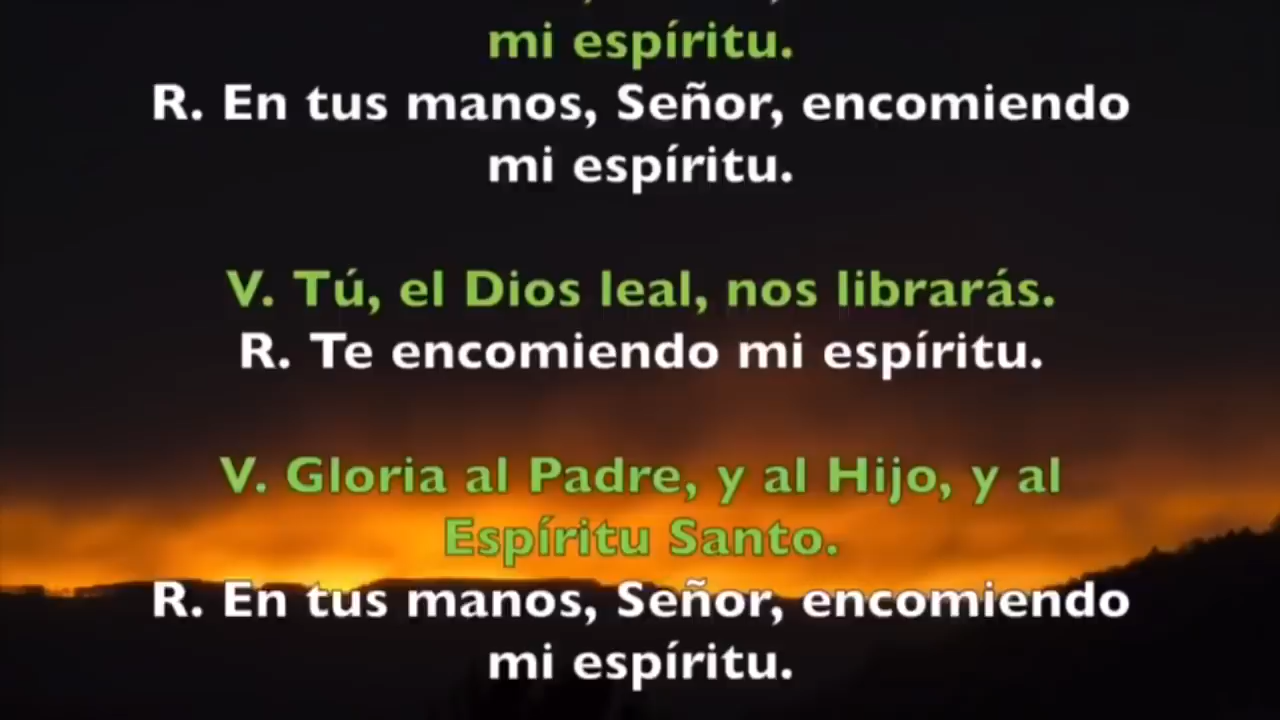 mi espíritu.
R. En tus manos, Señor, encomiendo
mi espíritu.
V. Tú, el Dios leal, nos librarás.
R. Te encomiendo mi espíritu.
V. Gloria al Padre, y al Hijo, y al
Espíritu Santo.
R. En tus manos, Señor, encomiendo
mi espíritu.